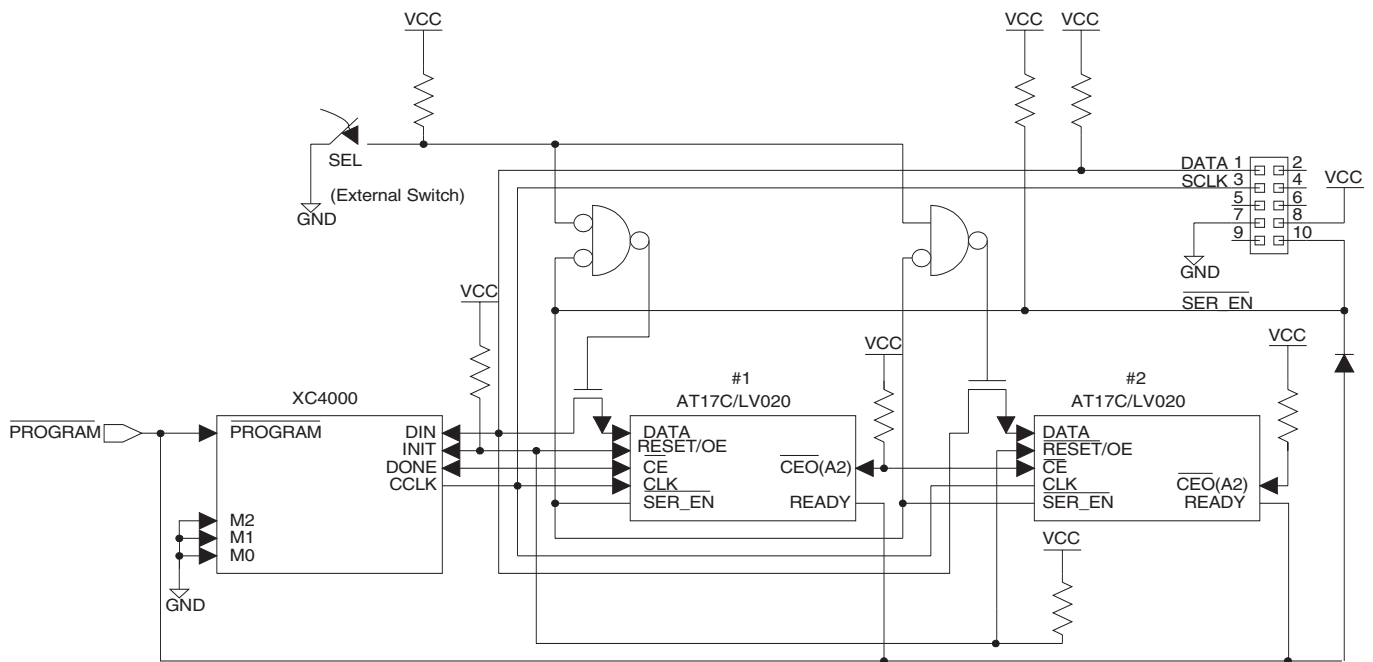 VCC
VCC
VCC
SEL
(External Switch)
GND
DATA 1 2
SCLK 3 4
5 6
7 8
9 10
VCC
GND
VCC
SER_EN
VCC
VCC
#1
AT17C/LV020
#2
AT17C/LV020
XC4000
PROGRAM
PROGRAM
DIN
INIT
DONE
CCLK
M2
M1
M0
GND
DATA
RESET/OE
CE
CLK
SER_EN
CEO(A2)
READY
DATA
RESET/OE
CE
CLK
SER_EN
CEO(A2)
READY
VCC